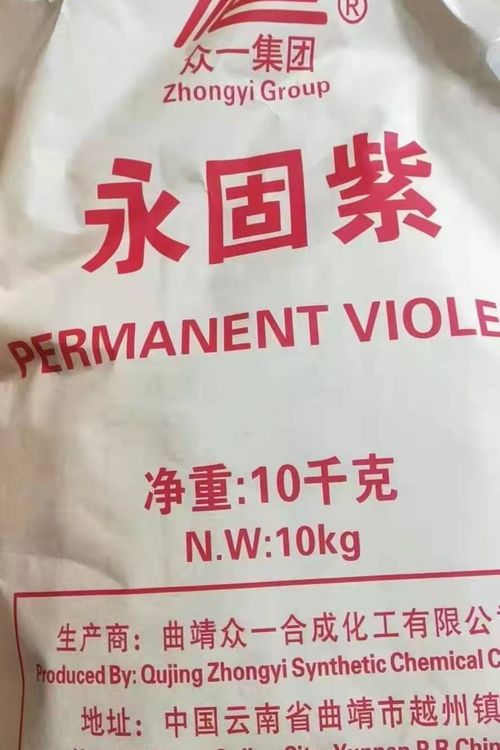 ®
众一集团
Zhongyi Group
永固紫
PERMANENT VIOLE
净重:10千克
N.W:10kg
生产商:曲靖众一合成化工有限公
Produced By: Qujing Zhongyi Synthetic Chemical C
地址:中国云南省曲靖市越州镇